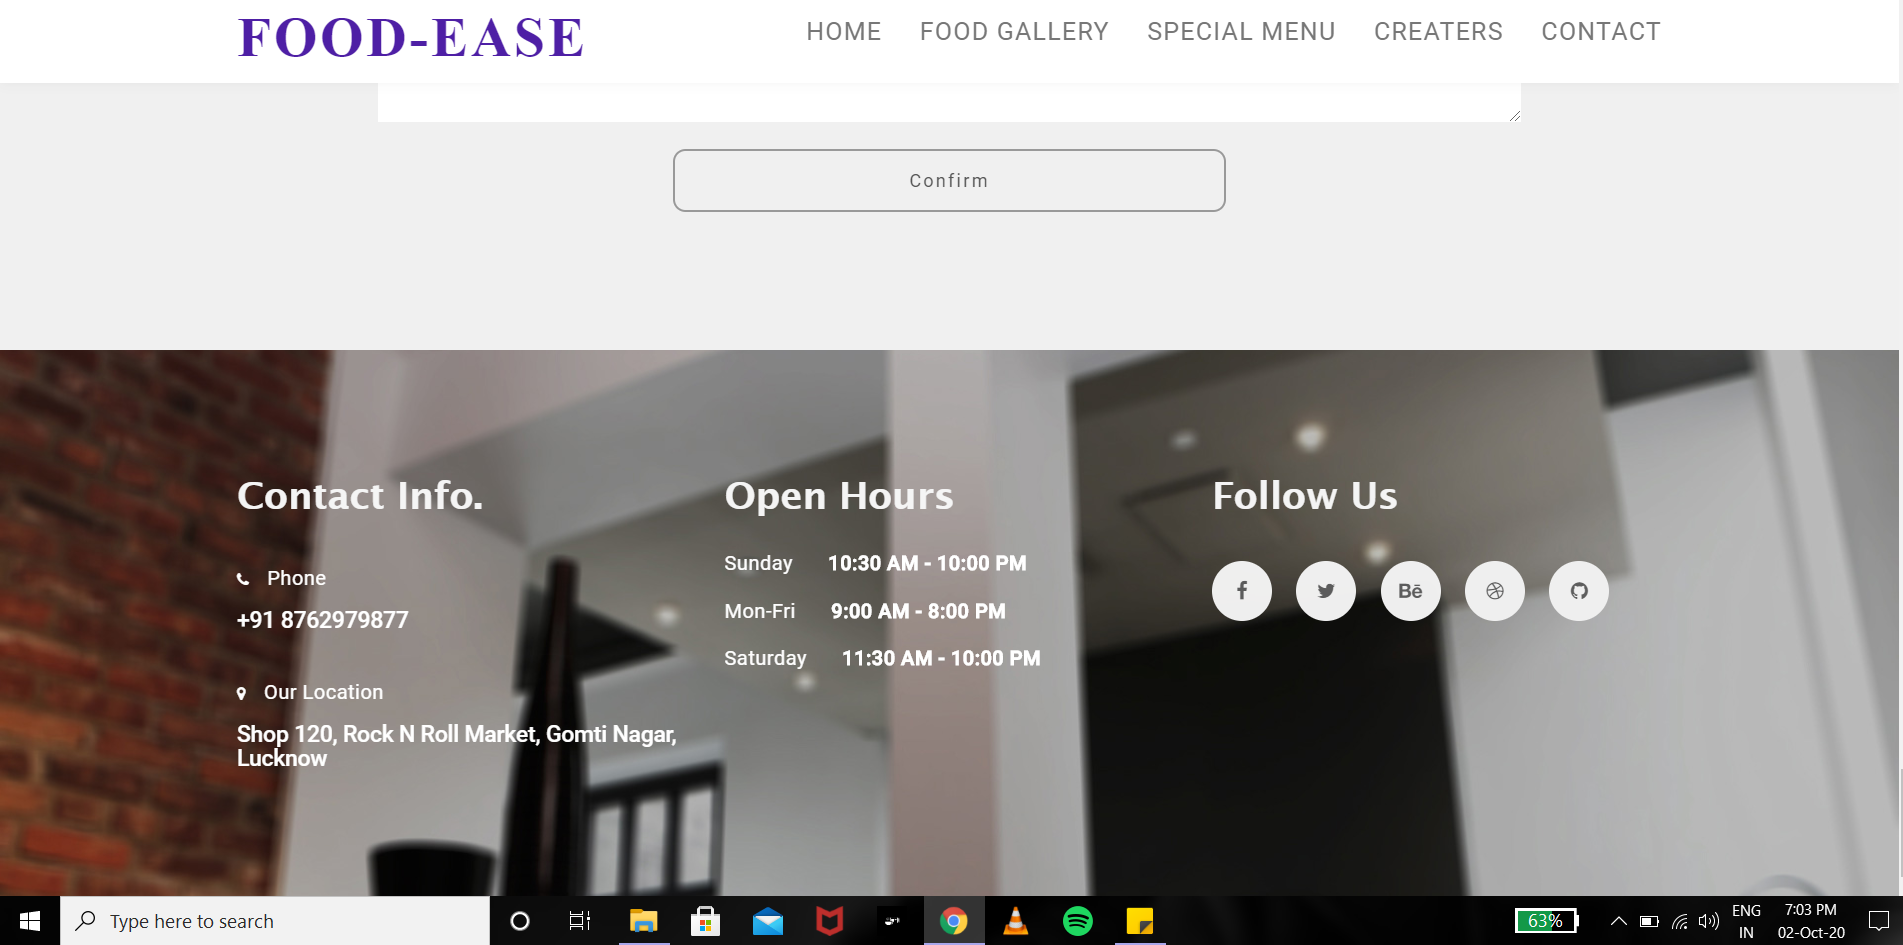 FOOD-EASE
HOME FOOD GALLERY SPECIAL MENU CREATERS CONTACT
Confirm
Contact Info.
Phone
+91 8762979877
Our Location
Shop 120, Rock N Roll Market, Gomti Nagar,
Lucknow
Open Hours
Sunday 10:30 AM - 10:00 PM
Mon-Fri 9:00 AM - 8:00 PM
Saturday 11:30 AM - 10:00 PM
Follow Us
Bē
Type here to search
63%
ENG
IN
7:03 PM
02-Oct-20